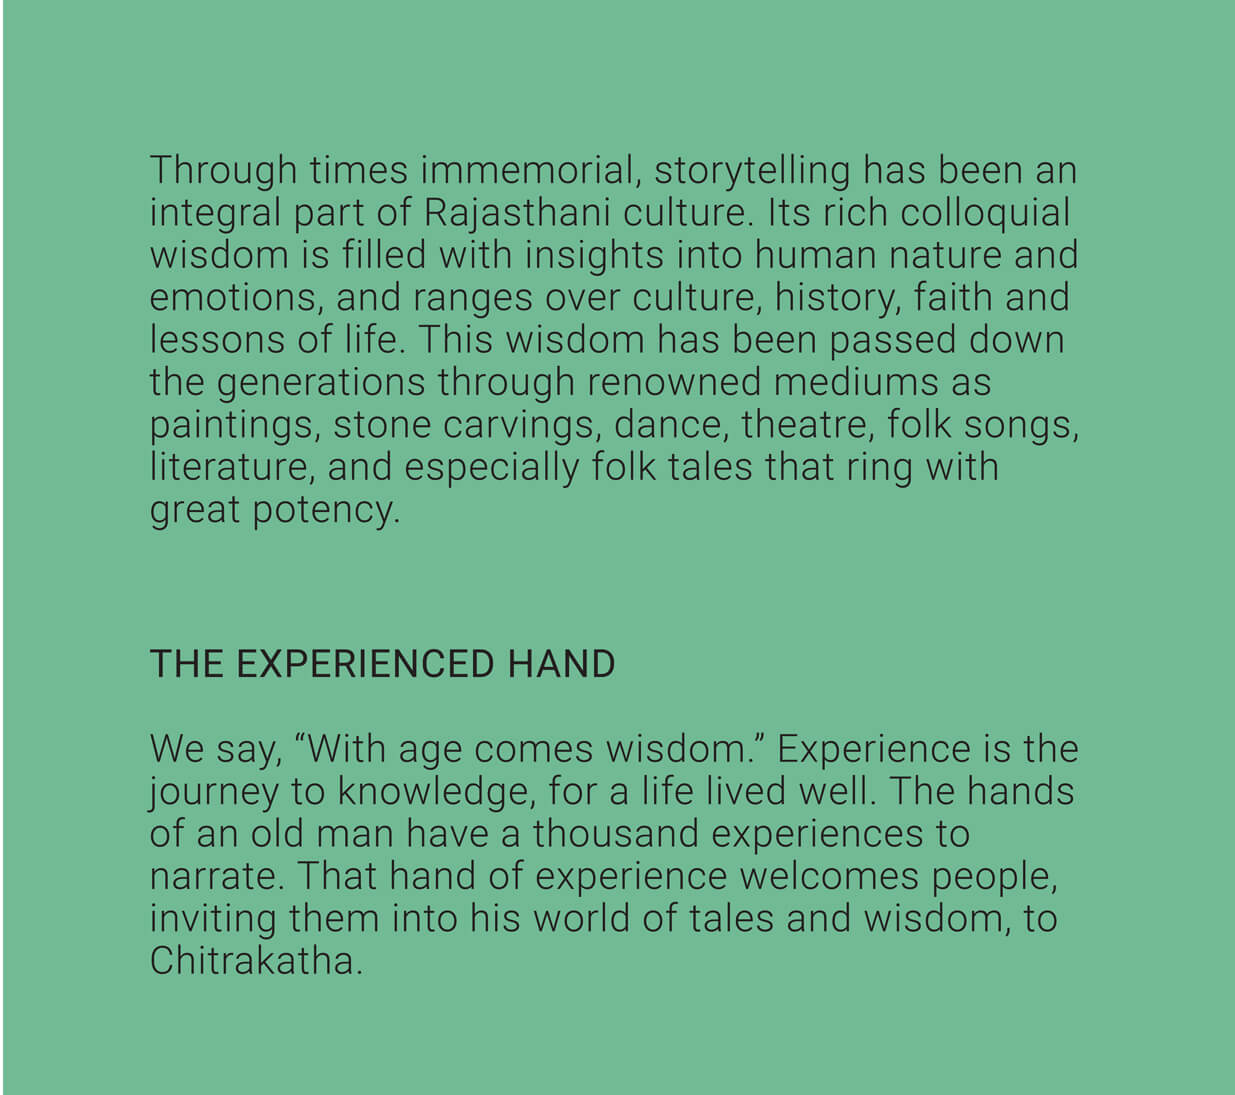 Through times immemorial, storytelling has been an
integral part of Rajasthani culture. Its rich colloquial
wisdom is filled with insights into human nature and
emotions, and ranges over culture, history, faith and
lessons of life. This wisdom has been passed down
the generations through renowned mediums as
paintings, stone carvings, dance, theatre, folk songs,
literature, and especially folk tales that ring with
great potency.
THE EXPERIENCED HAND
We say, “With age comes wisdom.” Experience is the
journey to knowledge, for a life lived well. The hands
of an old man have a thousand experiences to
narrate. That hand of experience welcomes people,
inviting them into his world of tales and wisdom, to
Chitrakatha.